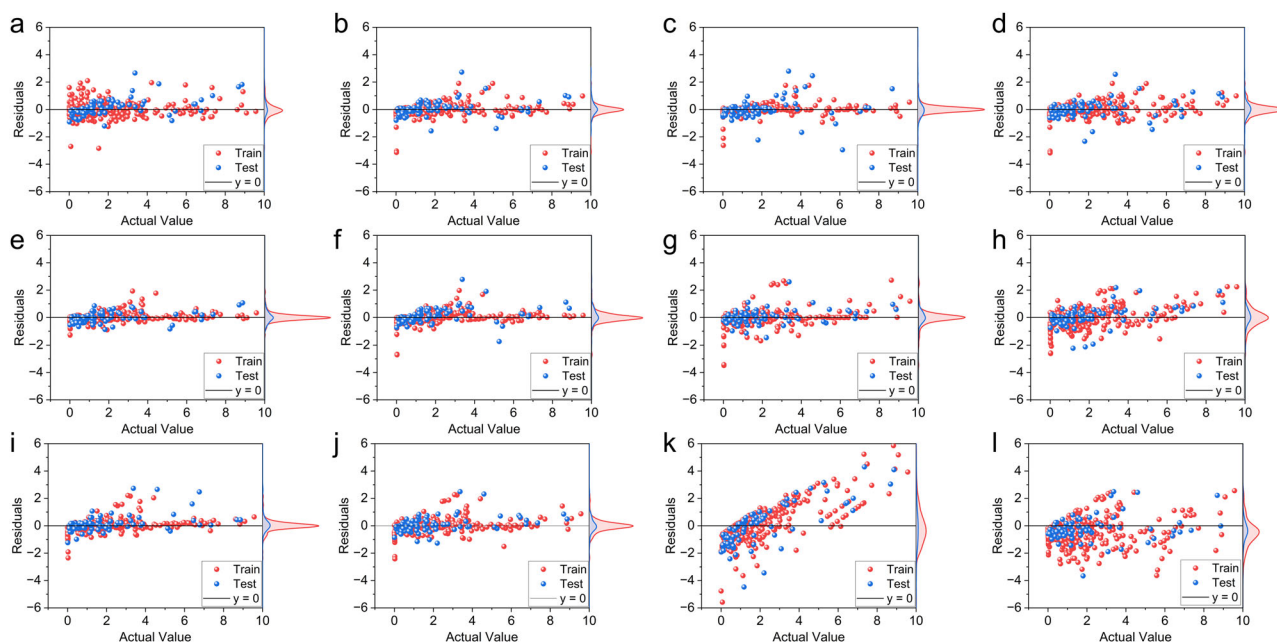 a
6
4
2
0
−2
−4
−6
Residuals
Train
Test
y = 0
0 2 4 6 8 10
Actual Value
b
6
4
2
0
−2
−4
−6
Residuals
Train
Test
y = 0
0 2 4 6 8 10
Actual Value
c
6
4
2
0
−2
−4
−6
Residuals
Train
Test
y = 0
0 2 4 6 8 10
Actual Value
d
6
4
2
0
−2
−4
−6
Residuals
Train
Test
y = 0
0 2 4 6 8 10
Actual Value
e
6
4
2
0
−2
−4
−6
Residuals
Train
Test
y = 0
0 2 4 6 8 10
Actual Value
f
6
4
2
0
−2
−4
−6
Residuals
Train
Test
y = 0
0 2 4 6 8 10
Actual Value
g
6
4
2
0
−2
−4
−6
Residuals
Train
Test
y = 0
0 2 4 6 8 10
Actual Value
h
6
4
2
0
−2
−4
−6
Residuals
Train
Test
y = 0
0 2 4 6 8 10
Actual Value
i
6
4
2
0
−2
−4
−6
Residuals
Train
Test
y = 0
0 2 4 6 8 10
Actual Value
j
6
4
2
0
−2
−4
−6
Residuals
Train
Test
y = 0
0 2 4 6 8 10
Actual Value
k
6
4
2
0
−2
−4
−6
Residuals
Train
Test
y = 0
0 2 4 6 8 10
Actual Value
l
6
4
2
0
−2
−4
−6
Residuals
Train
Test
y = 0
0 2 4 6 8 10
Actual Value